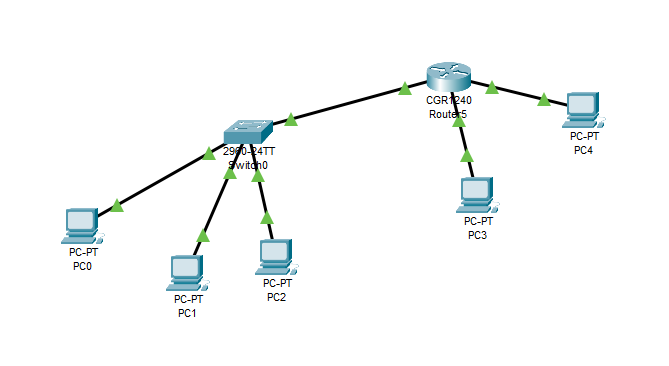 CGR1240
Router5
PC-PT
PC4
2960-24TT
Switch0
PC-PT
PC3
PC-PT
PC0
PC-PT
PC2
PC-PT
PC1